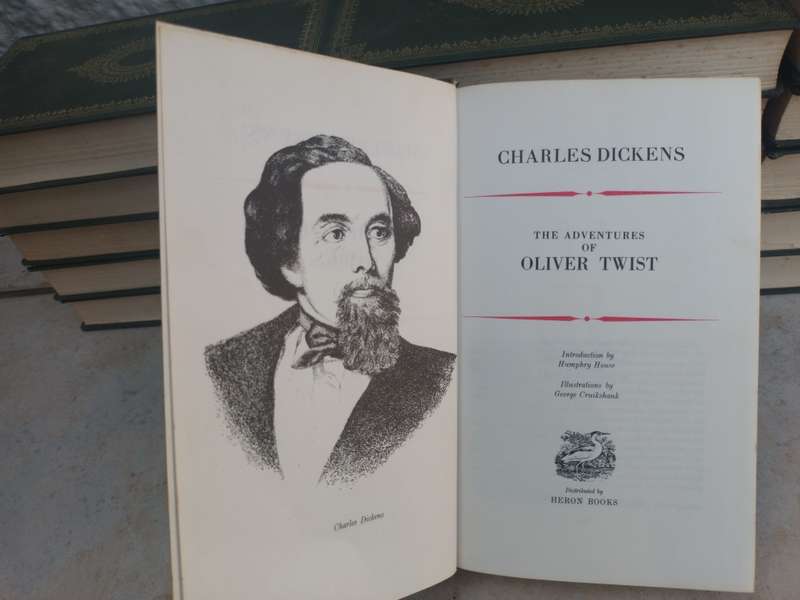 Charles Dickens
CHARLES DICKENS
THE ADVENTURES
OF
OLIVER TWIST
Introduction by
Humphry House
Illustrations by
George Cruikshank
Distributed by
HERON BOOKS